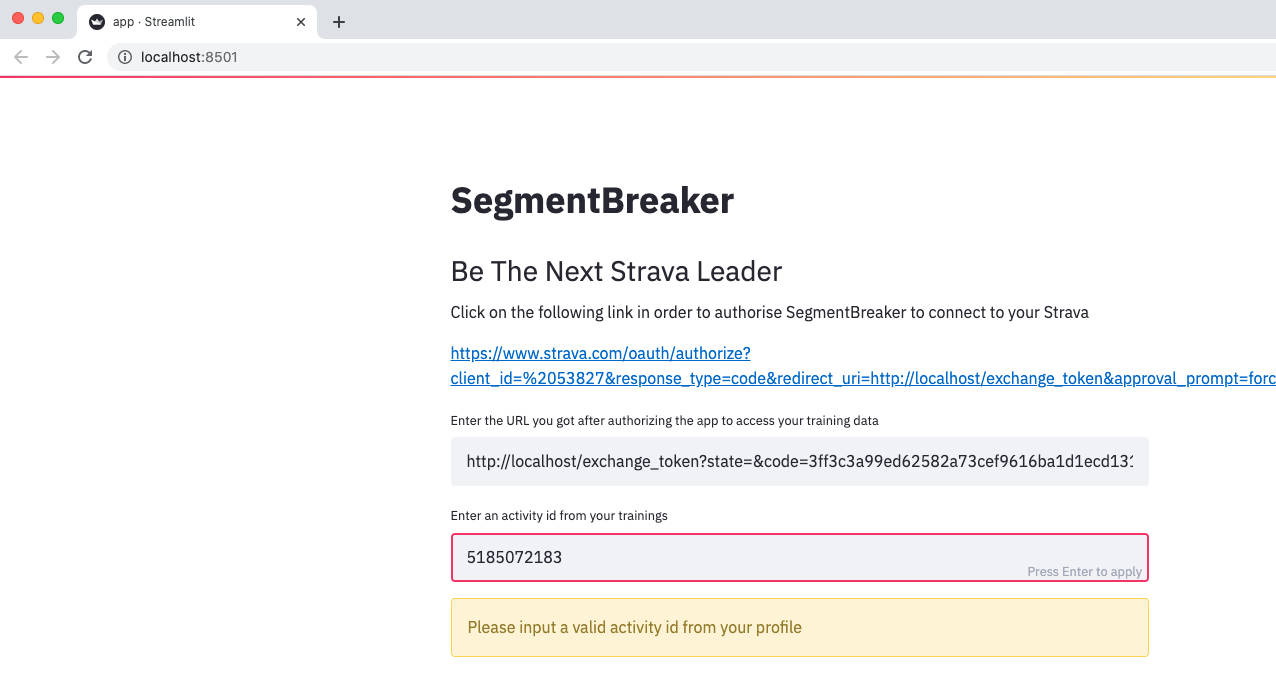 app · Streamlit
localhost:8501
SegmentBreaker
Be The Next Strava Leader
Click on the following link in order to authorise SegmentBreaker to connect to your Strava
https://www.strava.com/oauth/authorize?
client_id=%2053827&response_type=code&redirect_uri=http://localhost/exchange_token&approval_prompt=forc
Enter the URL you got after authorizing the app to access your training data
http://localhost/exchange_token?state=&code=3ff3c3a99ed62582a73cef9616ba1d1ecd131
Enter an activity id from your trainings
5185072183
Press Enter to apply
Please input a valid activity id from your profile